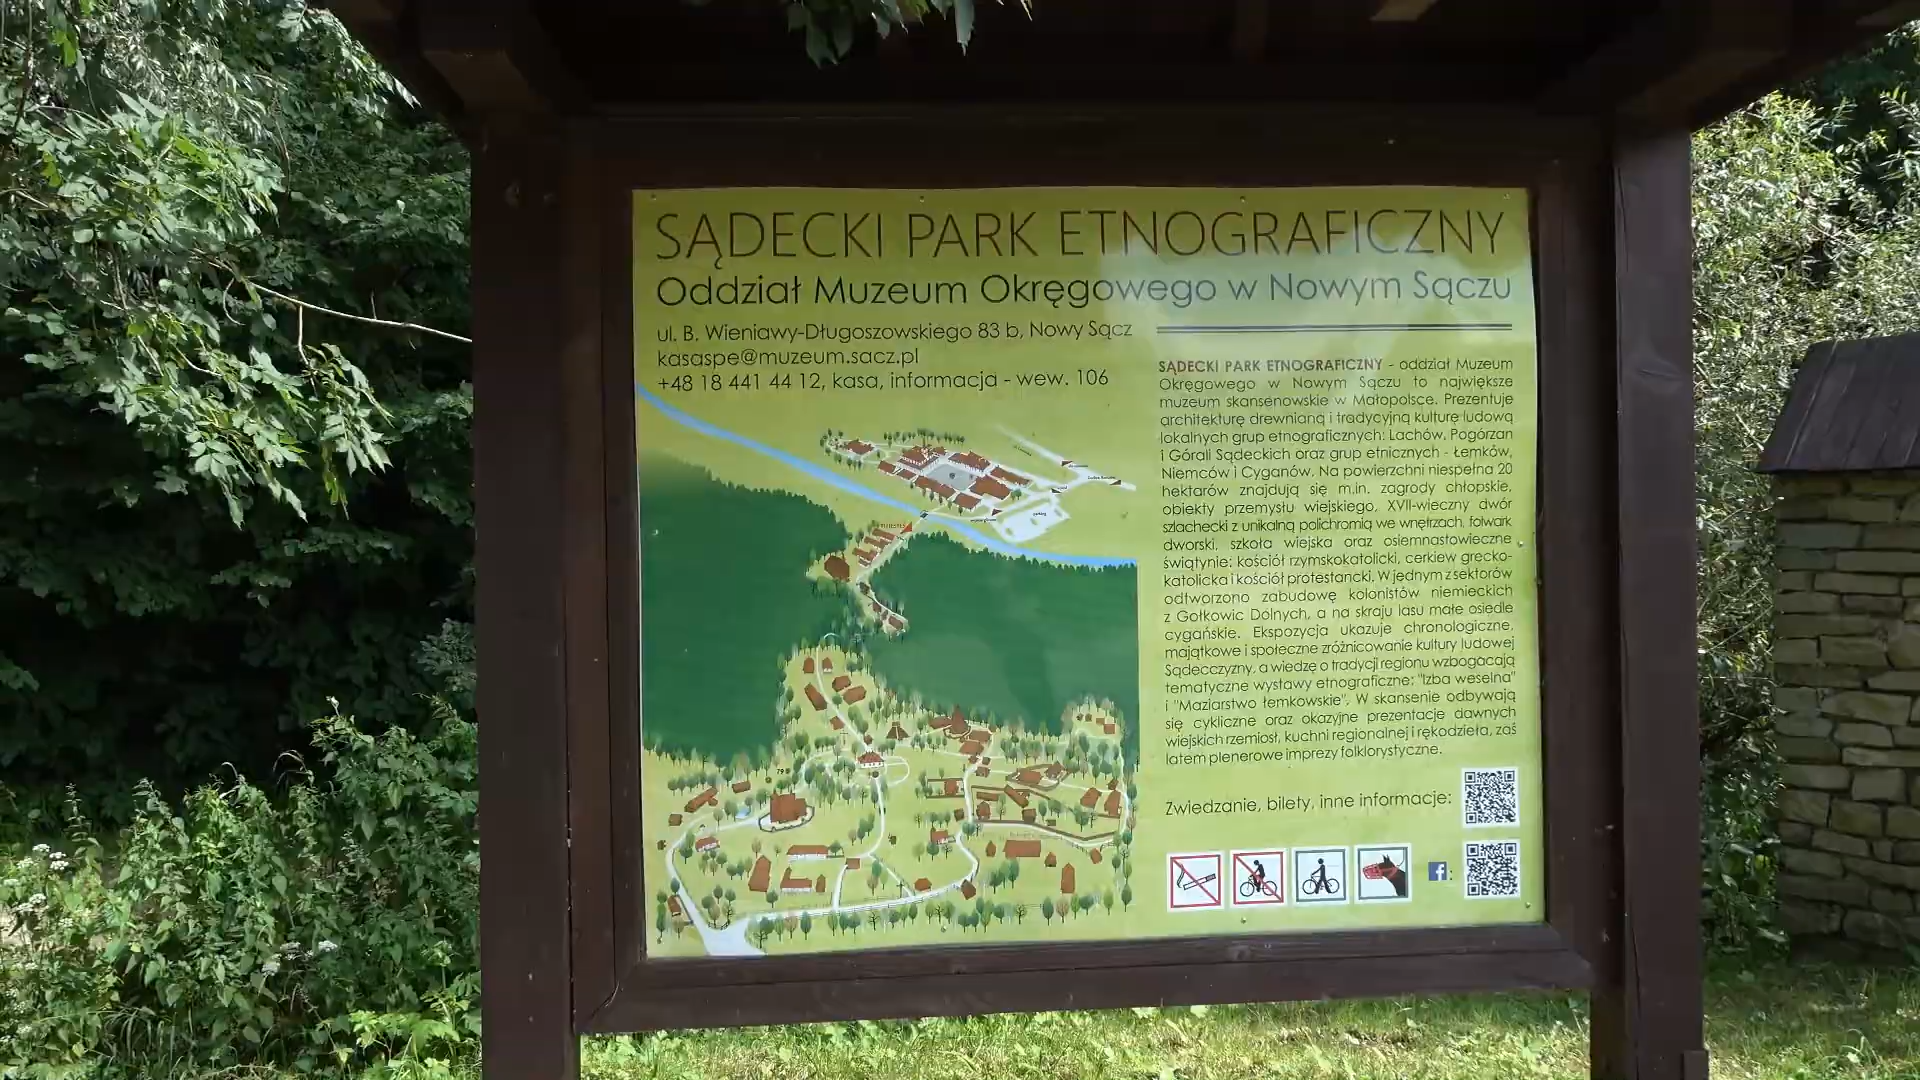 SĄDECKI PARK ETNOGRAFICZNY
Oddział Muzeum Okręgowego w Nowym Sączu
ul. B. Wieniawy-Długoszowskiego 83 b, Nowy Sącz
kasaspe@muzeum.sacz.pl
+48 18 441 44 12, kasa, informacja - wew. 106
SĄDECKI PARK ETNOGRAFICZNY - oddział Muzeum
Okręgowego w Nowym Sączu to największe
muzeum skansenowskie w Małopolsce. Prezentuje
architekturę drewnianą i tradycyjną kulturę ludową
lokalnych grup etnograficznych: Lachów, Pogórzan
i Górali Sądeckich oraz grup etnicznych - Łemków,
Niemców i Cyganów. Na powierzchni niespełna 20
hektarów znajdują się m.in. zagrody chłopskie,
obiekty przemysłu wiejskiego, XVII-wieczny dwór
szlachecki z unikalną polichromią we wnętrzach, folwark
dworski, szkoła wiejska oraz osiemnastowieczne
świątynie: kościół rzymskokatolicki, cerkiew grecko-
katolicka i kościół protestancki. W jednym z sektorów
odtworzono zabudowę kolonistów niemieckich
z Gołkowic Dolnych, a na skraju lasu małe osiedle
cygańskie. Ekspozycja ukazuje chronologiczne,
majątkowe i społeczne zróżnicowanie kultury ludowej
Sądecczyzny, a wiedzę o tradycji regionu wzbogacają
tematyczne wystawy etnograficzne: "Izba weselna"
i "Maziarstwo łemkowskie". W skansenie odbywają
się cykliczne oraz okazyjne prezentacje dawnych
wiejskich rzemiosł, kuchni regionalnej i rękodzieła, zaś
latem plenerowe imprezy folklorystyczne.
Zwiedzanie, bilety, inne informacje:
f :